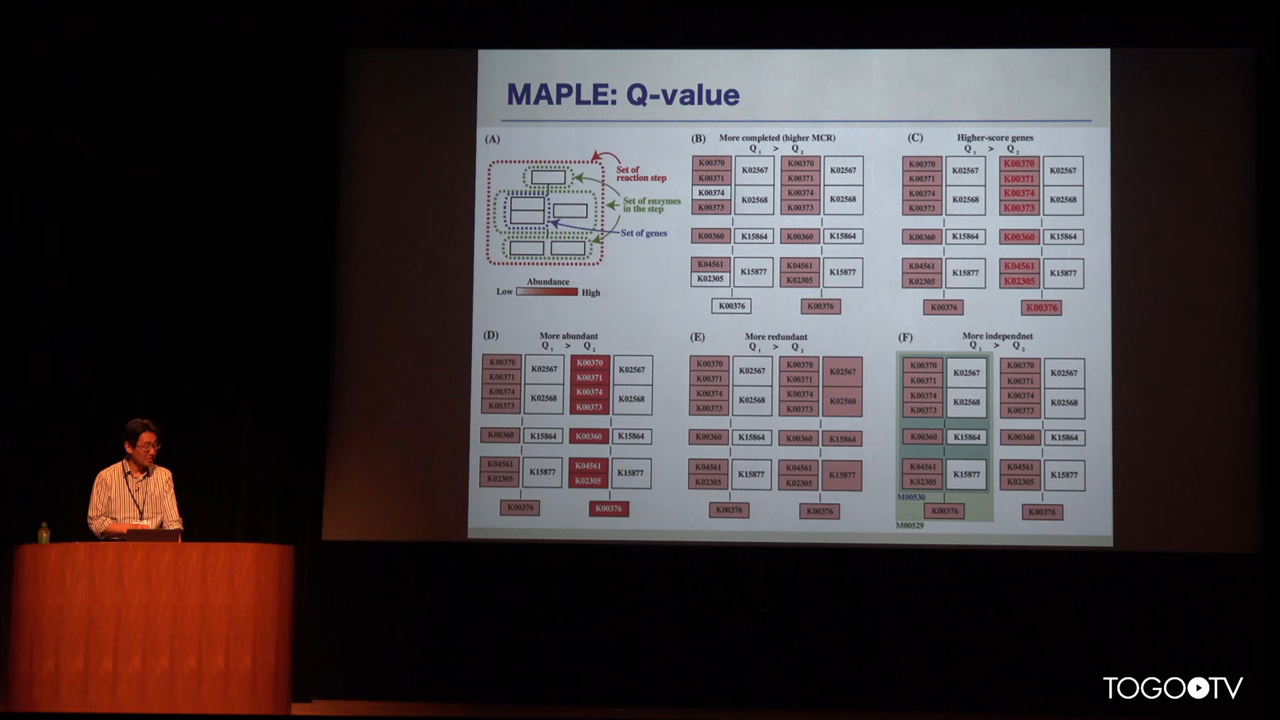 MAPLE: Q-value
(A)
Set of
reaction step
Set of enzymes
in the step
Set of genes
Abundance
Low High
(B) More completed (higher MCR)
Q1 > Q2
K00370 K02567 K00370 K02567
K00371 K00371
K00374 K02568 K00374 K02568
K00373 K00373
K00360 K15864 K00360 K15864
K04561 K15877 K04561 K15877
K02305 K02305
K00376 K00376
(C) Higher-score genes
Q1 > Q2
K00370 K02567 K00370 K02567
K00371 K00371
K00374 K02568 K00374 K02568
K00373 K00373
K00360 K15864 K00360 K15864
K04561 K15877 K04561 K15877
K02305 K02305
K00376 K00376
(D) More abundant
Q1 > Q2
K00370 K02567 K00370 K02567
K00371 K00371
K00374 K02568 K00374 K02568
K00373 K00373
K00360 K15864 K00360 K15864
K04561 K15877 K04561 K15877
K02305 K02305
K00376 K00376
(E) More redundant
Q1 > Q2
K00370 K02567 K00370 K02567
K00371 K00371
K00374 K02568 K00374 K02568
K00373 K00373
K00360 K15864 K00360 K15864
K04561 K15877 K04561 K15877
K02305 K02305
K00376 K00376
(F) More independnet
Q1 > Q2
K00370 K02567 K00370 K02567
K00371 K00371
K00374 K02568 K00374 K02568
K00373 K00373
K00360 K15864 K00360 K15864
K04561 K15877 K04561 K15877
K02305 K02305
M00530
K00376 K00376
M00529
TOGO TV